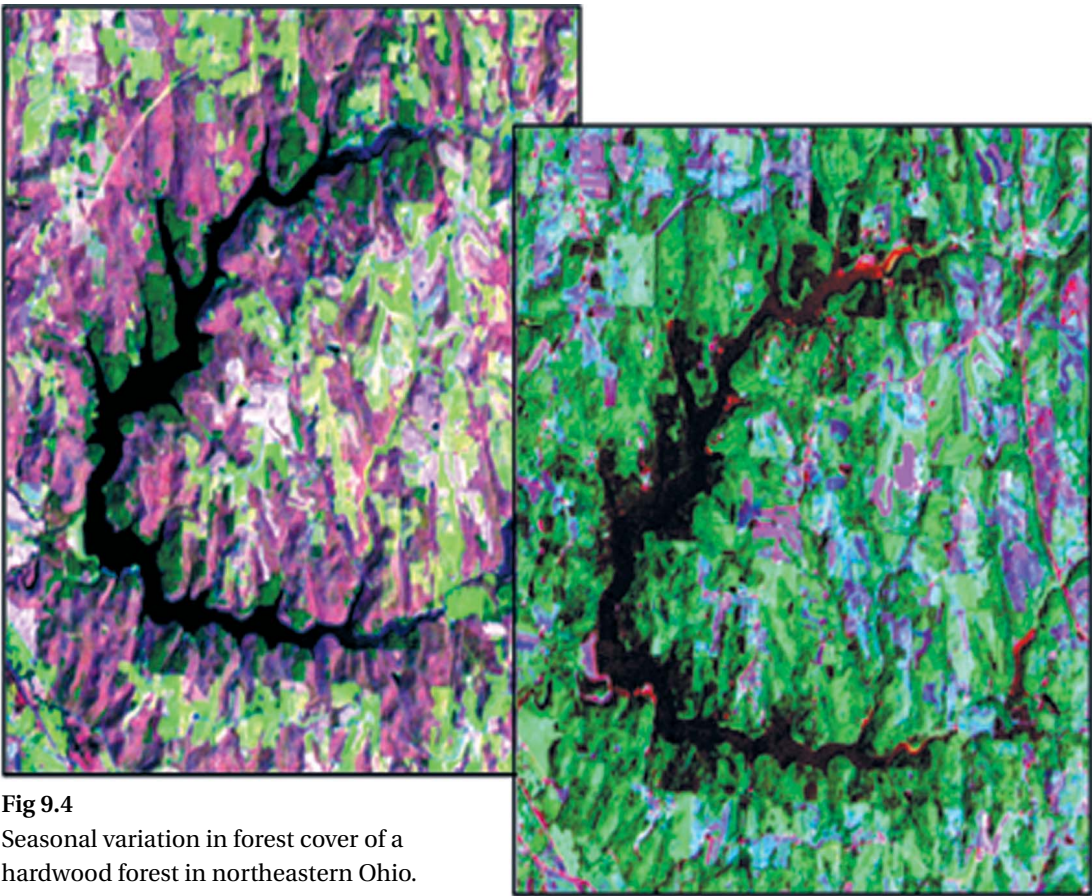 Fig 9.4
Seasonal variation in forest cover of a
hardwood forest in northeastern Ohio.